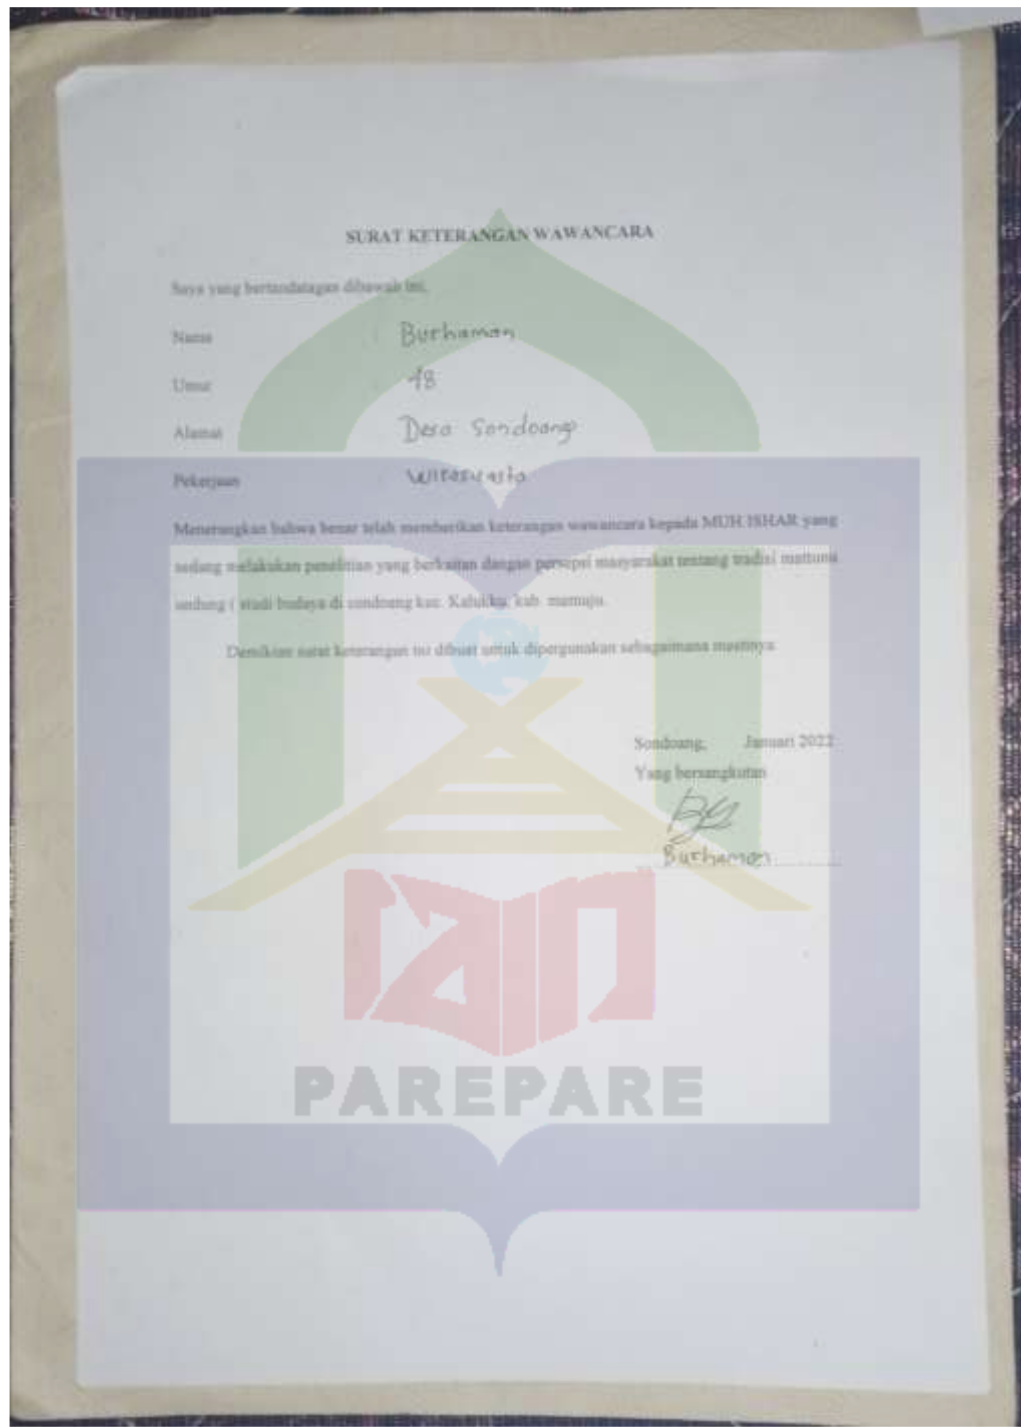 SURAT KETERANGAN WAWANCARA
Saya yang bertandatagan dibawah ini,
Nama : Burhaman
Umur 48
Alamat Desa Sondoang
Pekerjaan wiraswasta
Menerangkan bahwa benar telah memberikan keterangan wawancara kepada MUH ISHAR yang
sedang melakukan penelitian yang berkaitan dangan persepsi masyarakat tentang tradisi mattunu
( studi budaya di sondoang kec. Kalukku, kab. mamuju.
Demikian surat keterangan ini dibuat untuk dipergunakan sebagaimana mestinya.
Sondoang, Januari 2022
Yang bersangkutan
Burhaman
iain
PAREPARE